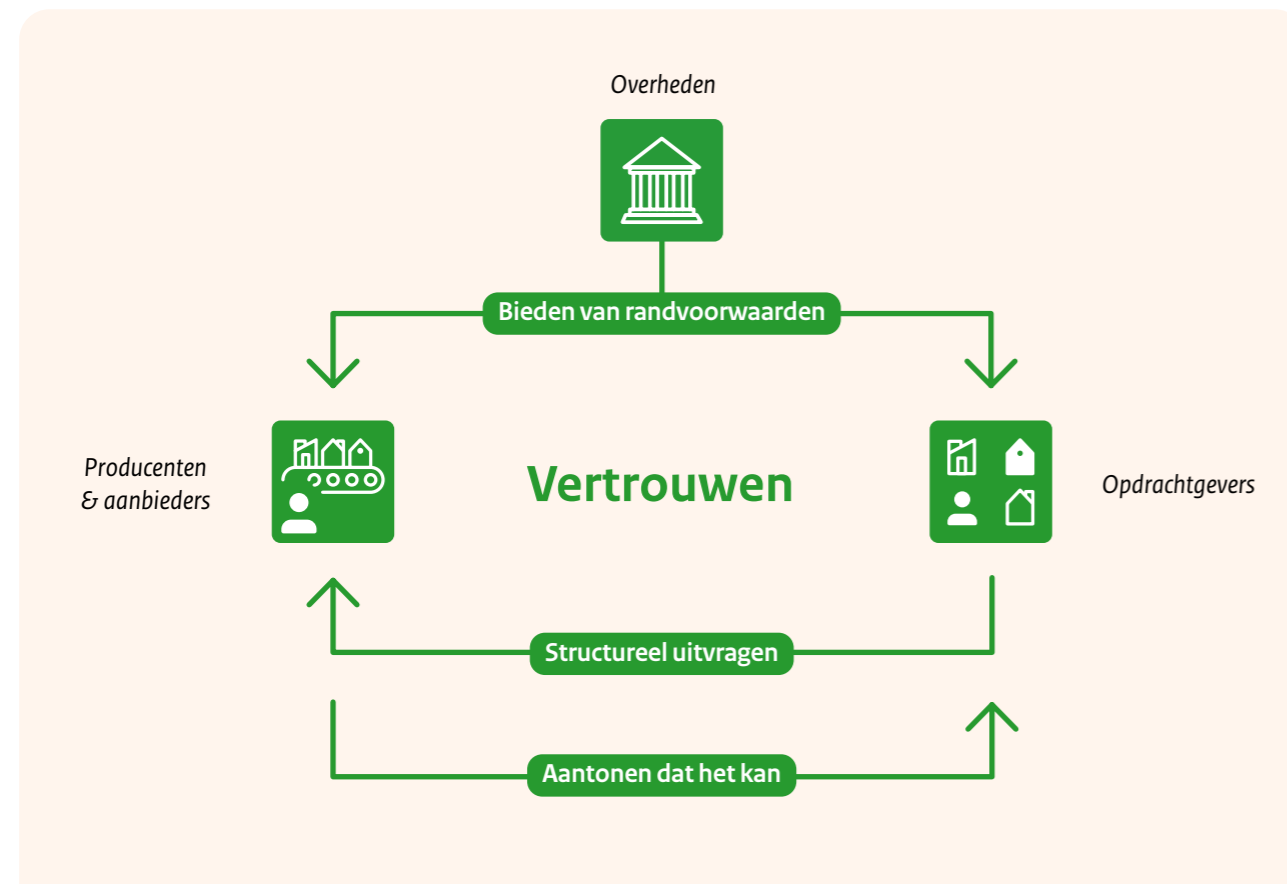 Overheden
Bieden van randvoorwaarden
Producenten
& aanbieders
Vertrouwen
Opdrachtgevers
Structureel uitvragen
Aantonen dat het kan